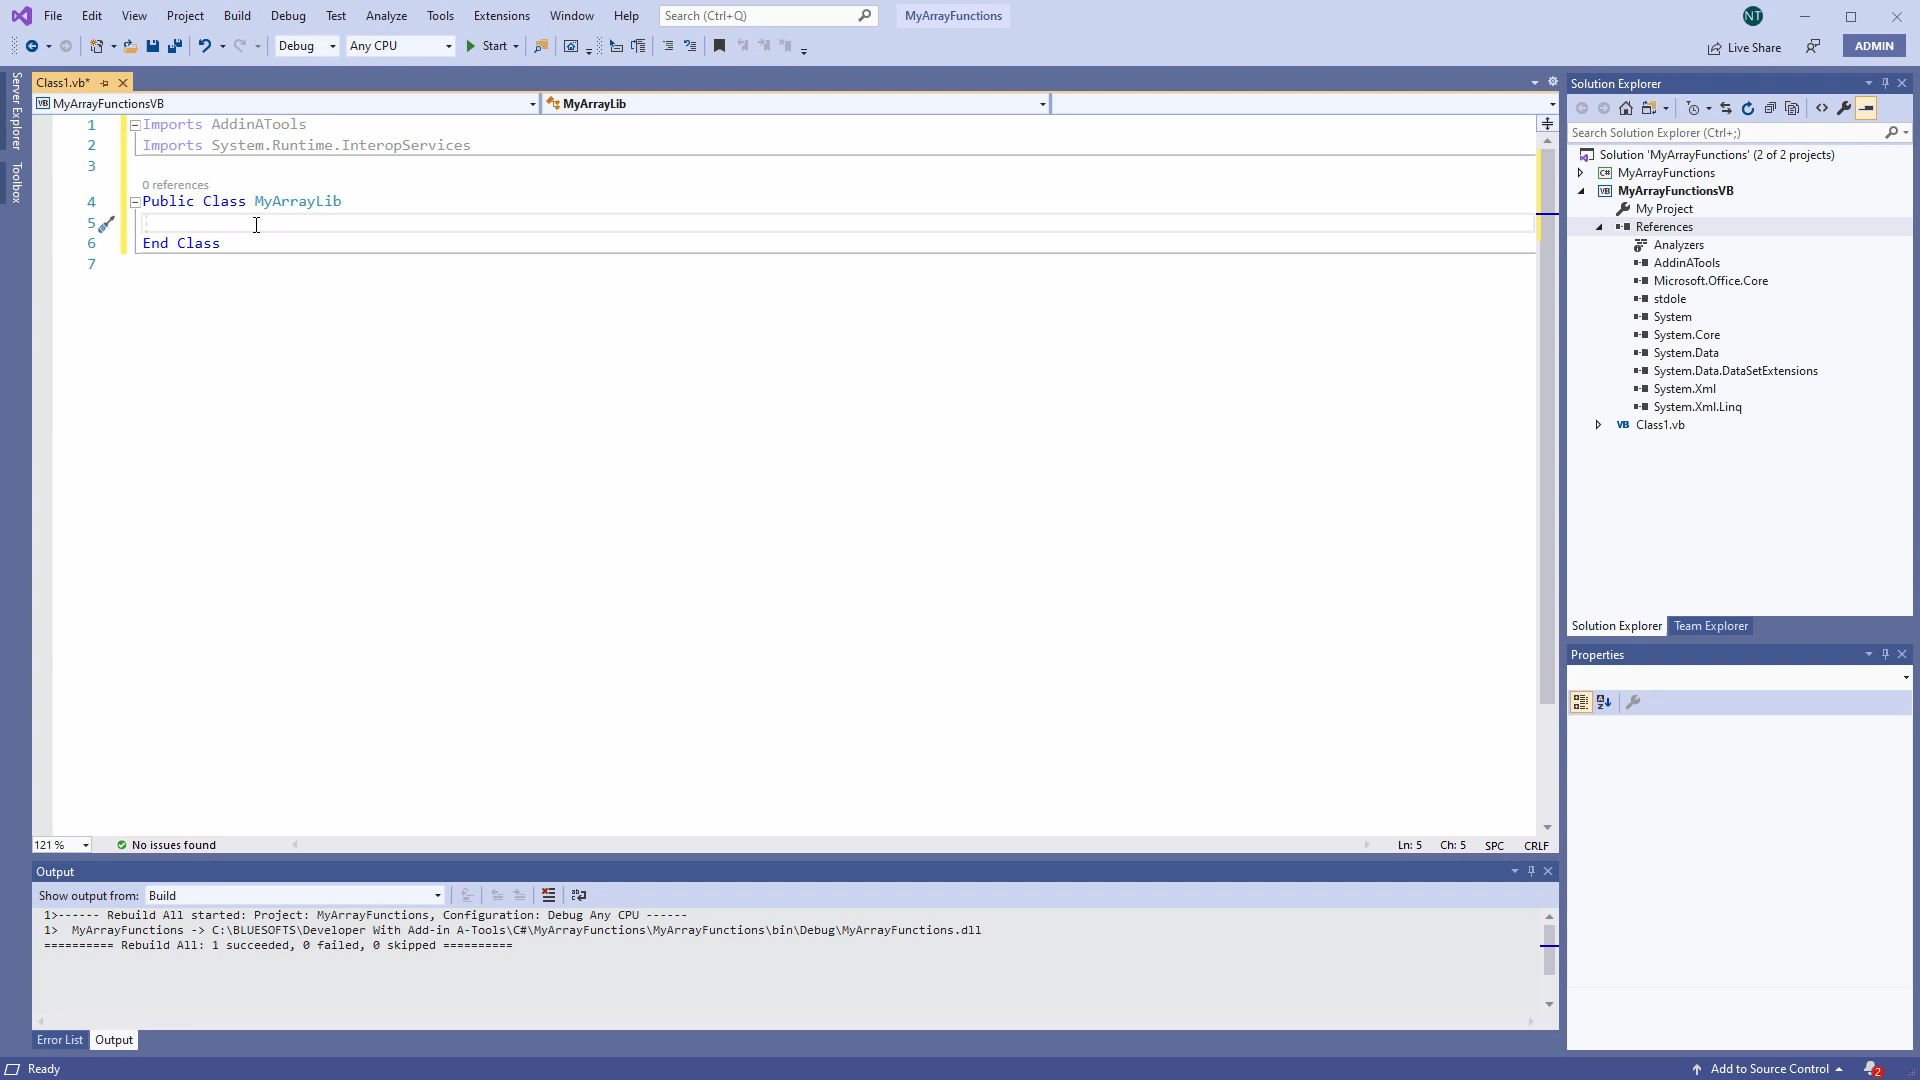 File Edit View Project Build Debug Test Analyze Tools Extensions Window Help Search (Ctrl+Q) MyArrayFunctions NT
Debug Any CPU Start Live Share ADMIN
Server Explorer
Toolbox
Class1.vb*
MyArrayFunctionsVB MyArrayLib
1 Imports AddinATools
2 Imports System.Runtime.InteropServices
3
0 references
4 Public Class MyArrayLib
5
6 End Class
7
121 % No issues found Ln: 5 Ch: 5 SPC CRLF
Output
Show output from: Build
1>------ Rebuild All started: Project: MyArrayFunctions, Configuration: Debug Any CPU ------
1>  MyArrayFunctions -> C:\BLUESOFTS\Developer With Add-in A-Tools\C#\MyArrayFunctions\MyArrayFunctions\bin\Debug\MyArrayFunctions.dll
========== Rebuild All: 1 succeeded, 0 failed, 0 skipped ==========
Error List Output
Solution Explorer
Search Solution Explorer (Ctrl+;)
Solution 'MyArrayFunctions' (2 of 2 projects)
C# MyArrayFunctions
VB MyArrayFunctionsVB
My Project
References
Analyzers
AddinATools
Microsoft.Office.Core
stdole
System
System.Core
System.Data
System.Data.DataSetExtensions
System.Xml
System.Xml.Linq
VB Class1.vb
Solution Explorer Team Explorer
Properties
Ready Add to Source Control 2